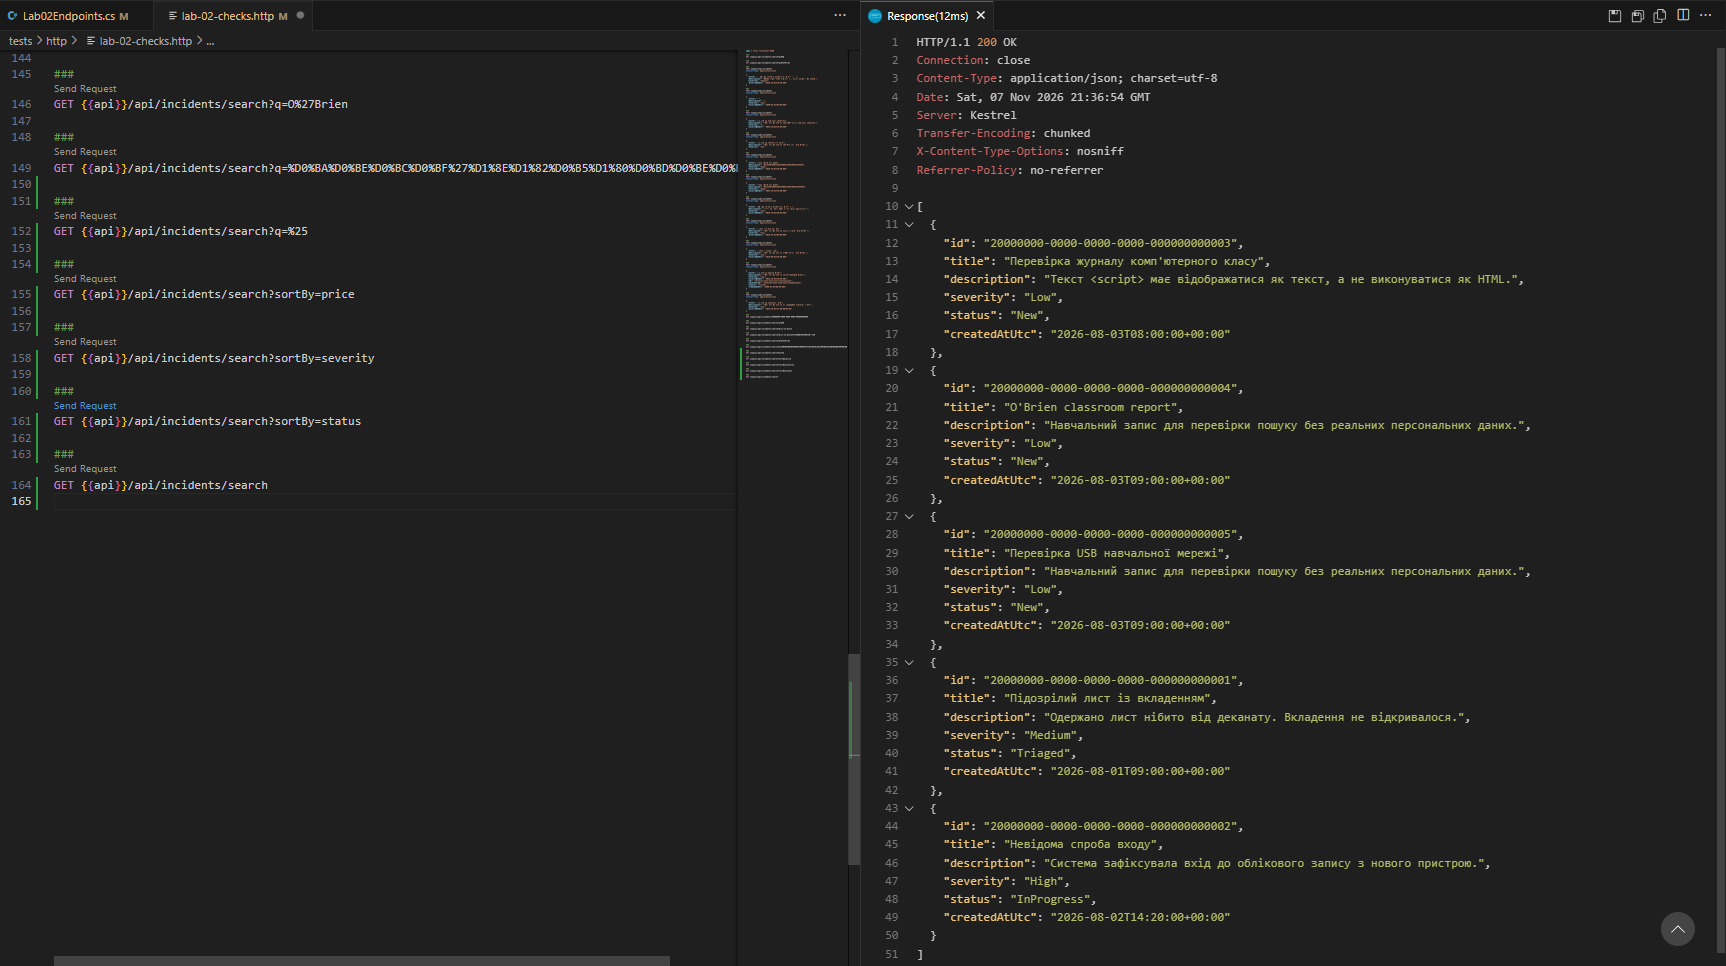 Lab02Endpoints.cs M
lab-02-checks.http M
tests > http > lab-02-checks.http > ...
144
145 ###
Send Request
146 GET {{api}}/api/incidents/search?q=O%27Brien
147
148 ###
Send Request
149 GET {{api}}/api/incidents/search?q=%D0%BA%D0%BE%D0%BC%D0%BF%27%D1%8E%D1%82%D0%B5%D1%80%D0%BD%D0%BE%D0%
150
151 ###
Send Request
152 GET {{api}}/api/incidents/search?q=%25
153
154 ###
Send Request
155 GET {{api}}/api/incidents/search?sortBy=price
156
157 ###
Send Request
158 GET {{api}}/api/incidents/search?sortBy=severity
159
160 ###
Send Request
161 GET {{api}}/api/incidents/search?sortBy=status
162
163 ###
Send Request
164 GET {{api}}/api/incidents/search
165
Response(12ms)
1 HTTP/1.1 200 OK
2 Connection: close
3 Content-Type: application/json; charset=utf-8
4 Date: Sat, 07 Nov 2026 21:36:54 GMT
5 Server: Kestrel
6 Transfer-Encoding: chunked
7 X-Content-Type-Options: nosniff
8 Referrer-Policy: no-referrer
9
10 [
11 {
12 "id": "20000000-0000-0000-0000-000000000003",
13 "title": "Перевірка журналу комп'ютерного класу",
14 "description": "Текст <script> має відображатися як текст, а не виконуватися як HTML.",
15 "severity": "Low",
16 "status": "New",
17 "createdAtUtc": "2026-08-03T08:00:00+00:00"
18 },
19 {
20 "id": "20000000-0000-0000-0000-000000000004",
21 "title": "O'Brien classroom report",
22 "description": "Навчальний запис для перевірки пошуку без реальних персональних даних.",
23 "severity": "Low",
24 "status": "New",
25 "createdAtUtc": "2026-08-03T09:00:00+00:00"
26 },
27 {
28 "id": "20000000-0000-0000-0000-000000000005",
29 "title": "Перевірка USB навчальної мережі",
30 "description": "Навчальний запис для перевірки пошуку без реальних персональних даних.",
31 "severity": "Low",
32 "status": "New",
33 "createdAtUtc": "2026-08-03T09:00:00+00:00"
34 },
35 {
36 "id": "20000000-0000-0000-0000-000000000001",
37 "title": "Підозрілий лист із вкладенням",
38 "description": "Одержано лист нібито від деканату. Вкладення не відкривалося.",
39 "severity": "Medium",
40 "status": "Triaged",
41 "createdAtUtc": "2026-08-01T09:00:00+00:00"
42 },
43 {
44 "id": "20000000-0000-0000-0000-000000000002",
45 "title": "Невідома спроба входу",
46 "description": "Система зафіксувала вхід до облікового запису з нового пристрою.",
47 "severity": "High",
48 "status": "InProgress",
49 "createdAtUtc": "2026-08-02T14:20:00+00:00"
50 }
51 ]